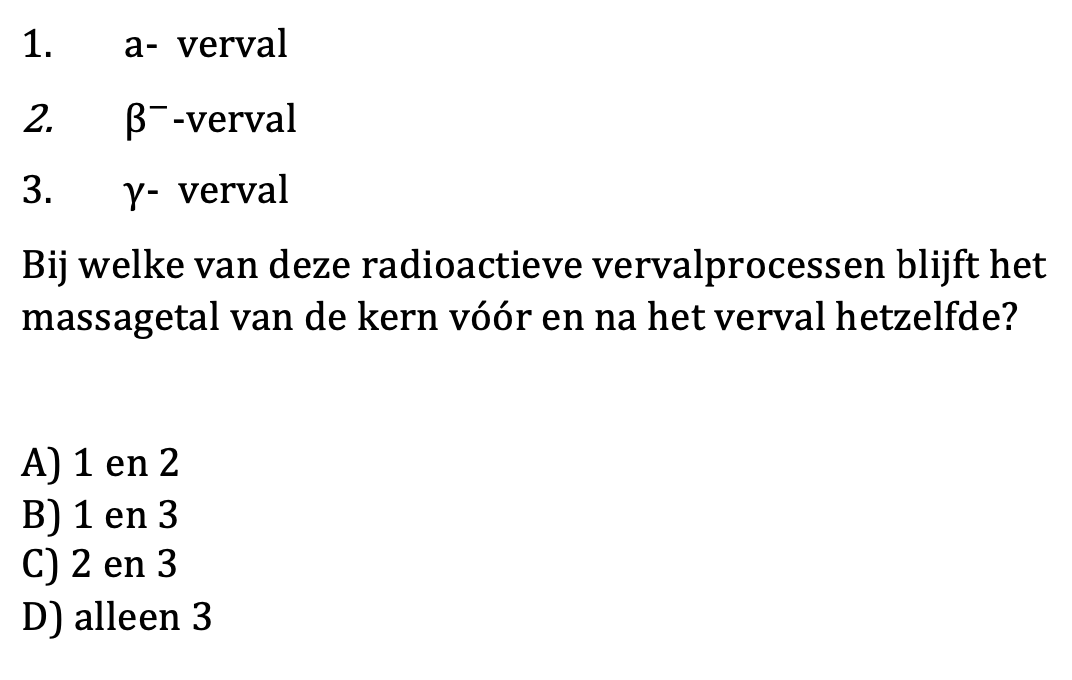 1. a- verval
2. β⁻-verval
3. γ- verval
Bij welke van deze radioactieve vervalprocessen blijft het
massagetal van de kern vóór en na het verval hetzelfde?
A) 1 en 2
B) 1 en 3
C) 2 en 3
D) alleen 3